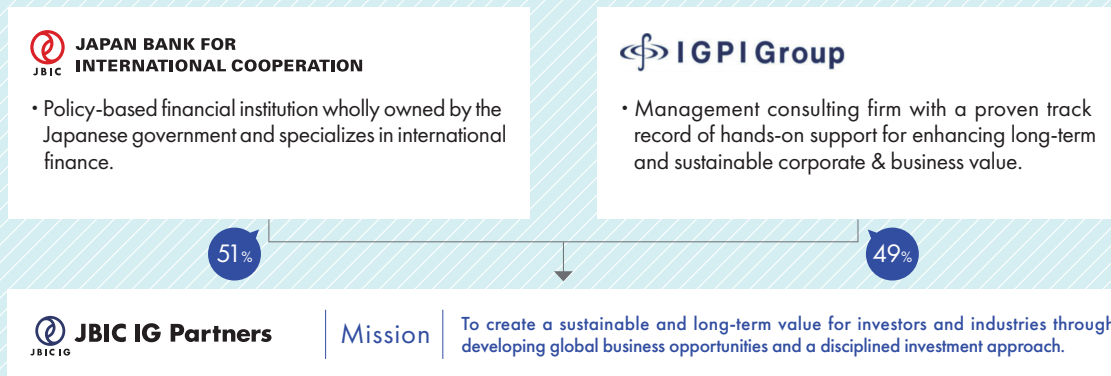 JBIC
JAPAN BANK FOR
INTERNATIONAL COOPERATION
・Policy-based financial institution wholly owned by the
Japanese government and specializes in international
finance.
IGPI Group
・Management consulting firm with a proven track
record of hands-on support for enhancing long-term
and sustainable corporate & business value.
51%
49%
JBIC IG
JBIC IG Partners
Mission
To create a sustainable and long-term value for investors and industries through
developing global business opportunities and a disciplined investment approach.